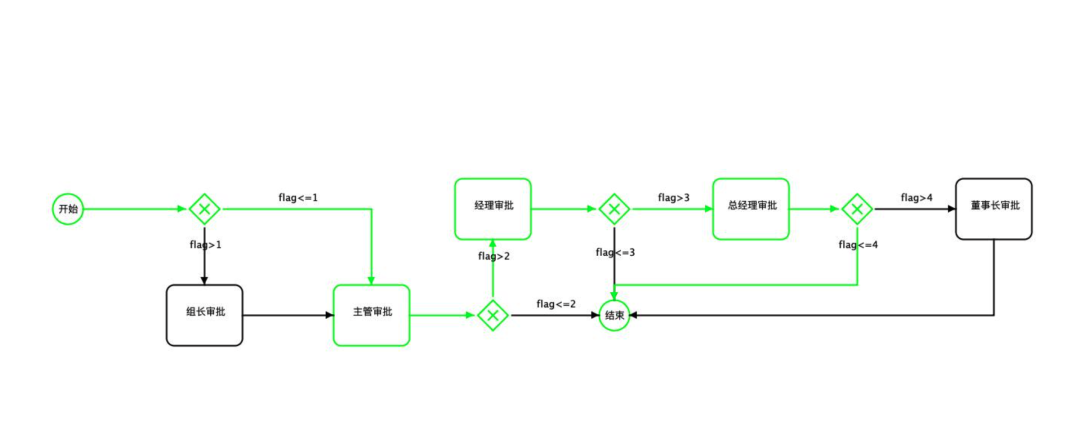 开始
flag<=1
flag>1
组长审批
主管审批
经理审批
flag>2
flag<=2
flag>3
flag<=3
结束
总经理审批
flag>4
flag<=4
董事长审批